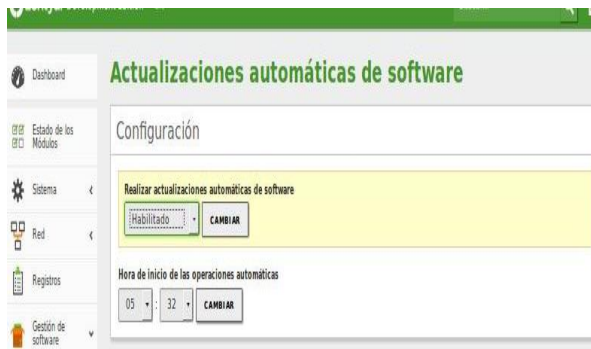 Dashboard
Actualizaciones automáticas de software
Estado de los
Módulos
Configuración
Sistema
Realizar actualizaciones automáticas de software
Habilitado
CAMBIAR
Red
Hora de inicio de las operaciones automáticas
Registros
05 : 32 CAMBIAR
Gestión de
software